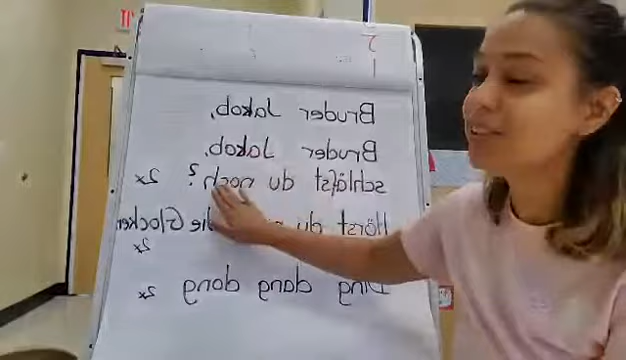 Bruder Jakob,
Bruder Jakob,
schläfst du noch? 2x
Hörst du die Glocken
2x
Ding dang dong 2x